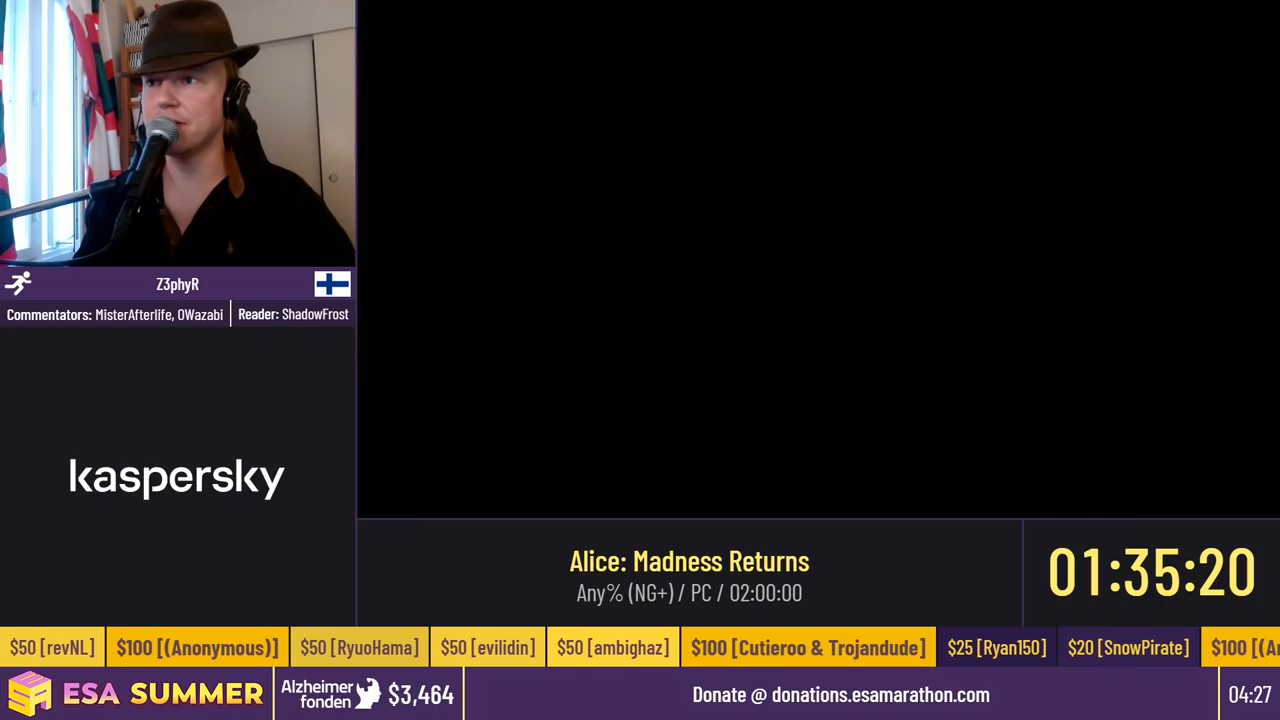 Z3phyR
Commentators: MisterAfterlife, OWazabi
Reader: ShadowFrost
kaspersky
Alice: Madness Returns
Any% (NG+) / PC / 02:00:00
01:35:20
$50 [revNL]
$100 [(Anonymous)]
$50 [RyuoHama]
$50 [evilidin]
$50 [ambighaz]
$100 [Cutieroo & Trojandude]
$25 [Ryan150]
$20 [SnowPirate]
$100 [(A
ESA SUMMER
Alzheimer
fonden
$3,464
Donate @ donations.esamarathon.com
04:27